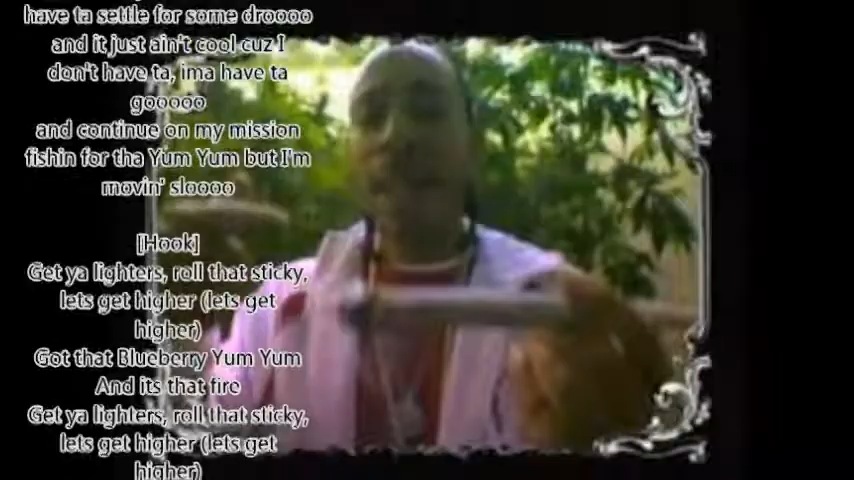 have ta settle for some droooo
and it just ain't cool cuz I
don't have ta, ima have ta
gooooo
and continue on my mission
fishin for tha Yum Yum but I'm
movin' sloooo
[Hook]
Get ya lighters, roll that sticky,
lets get higher (lets get
higher)
Got that Blueberry Yum Yum
And its that fire
Get ya lighters, roll that sticky,
lets get higher (lets get
higher)